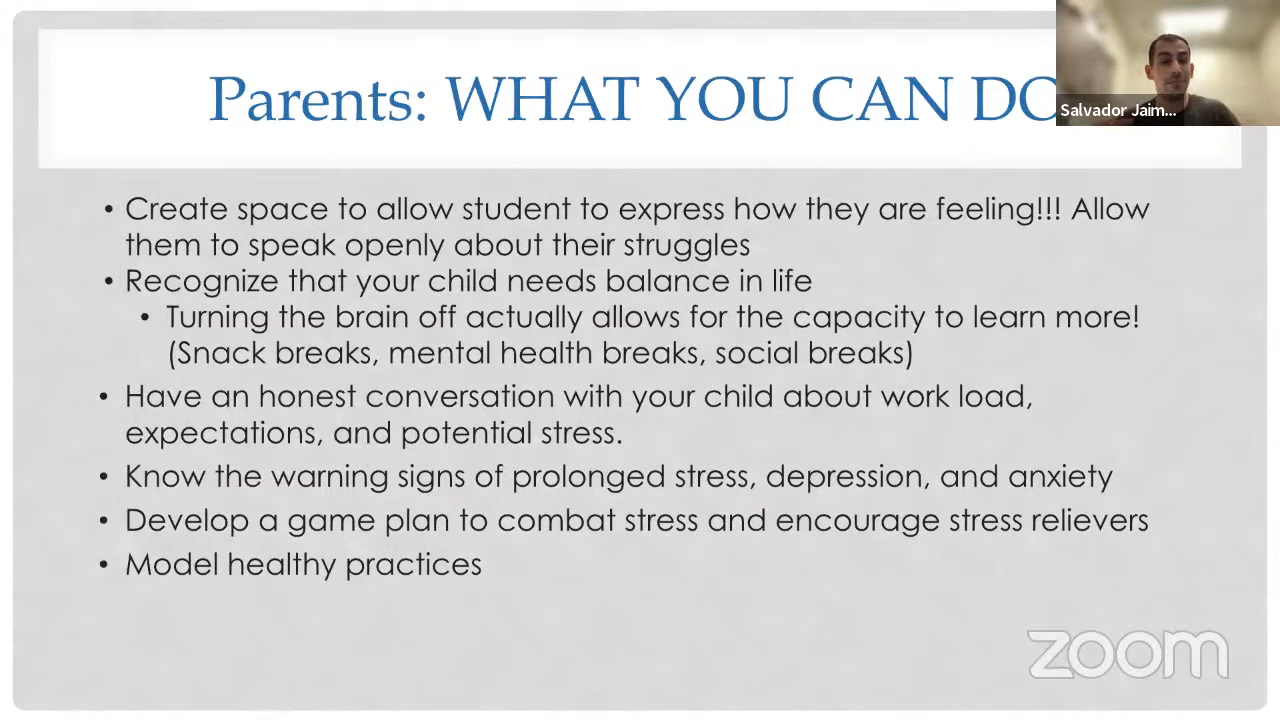 Parents: WHAT YOU CAN DO
Salvador Jaim...
• Create space to allow student to express how they are feeling!!! Allow
them to speak openly about their struggles
• Recognize that your child needs balance in life
• Turning the brain off actually allows for the capacity to learn more!
(Snack breaks, mental health breaks, social breaks)
• Have an honest conversation with your child about work load,
expectations, and potential stress.
• Know the warning signs of prolonged stress, depression, and anxiety
• Develop a game plan to combat stress and encourage stress relievers
• Model healthy practices
zoom